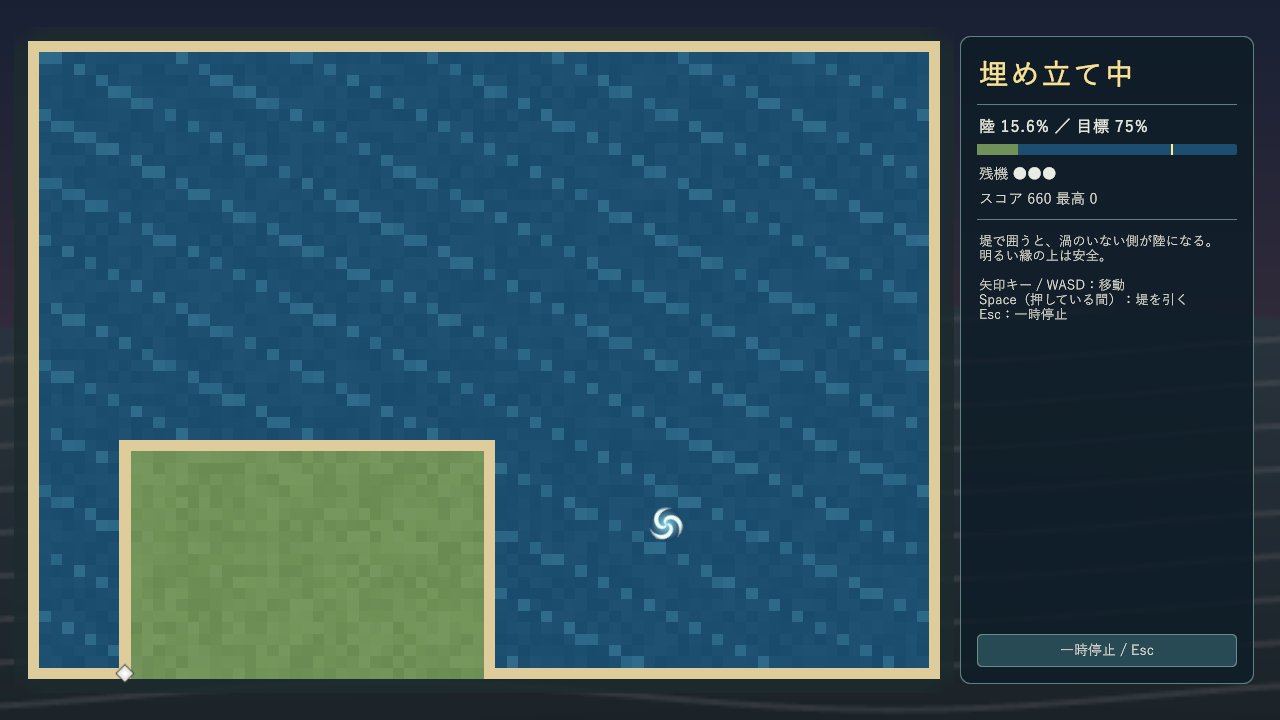 埋め立て中
陸 15.6% ／ 目標 75%
残機 ●●●
スコア 660 最高 0
堤で囲うと、渦のいない側が陸になる。
明るい縁の上は安全。
矢印キー / WASD：移動
Space（押している間）：堤を引く
Esc：一時停止
一時停止 / Esc